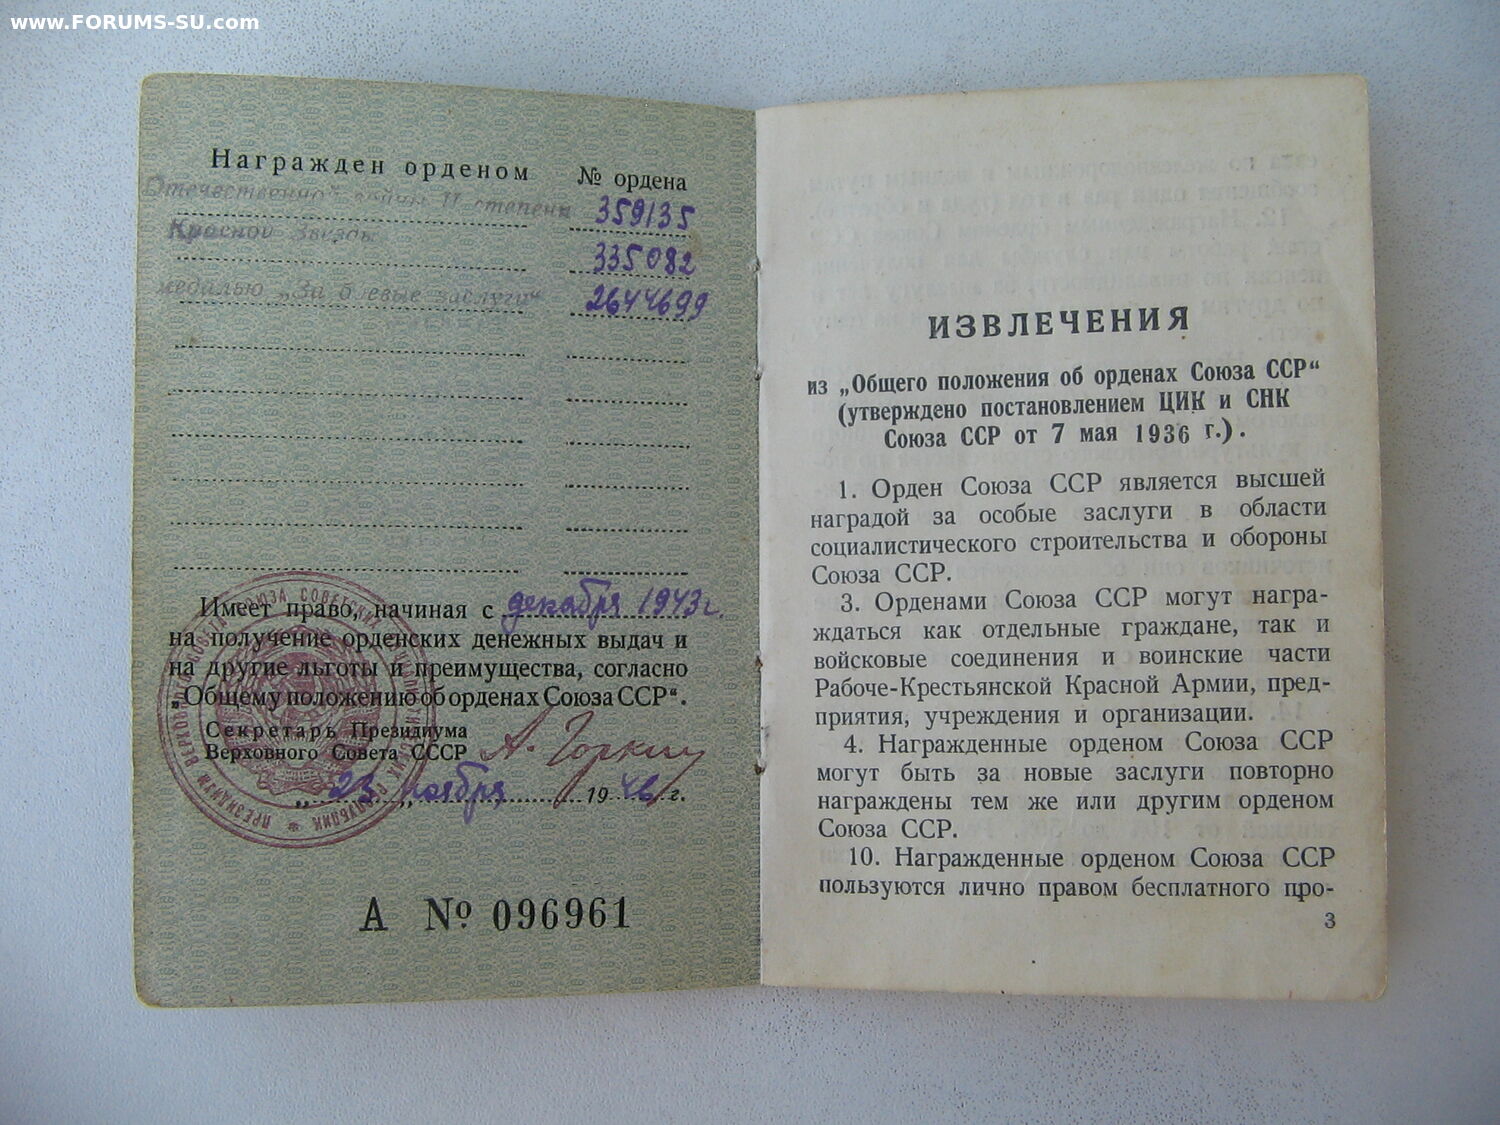 www.FORUMS-SU.com
Награжден орденом № ордена
Отечественной войны II степени 359135
Красной Звезды 335082
медалью „За боевые заслуги“ 2644699
Имеет право, начиная с декабря 1943г.
на получение орденских денежных выдач и
на другие льготы и преимущества, согласно
„Общему положению об орденах Союза ССР“.
Секретарь Президиума
Верховного Совета СССР А. Горкин
„23 „ ноября 1946 г.
А № 096961
ИЗВЛЕЧЕНИЯ
из „Общего положения об орденах Союза ССР“
(утверждено постановлением ЦИК и СНК
Союза ССР от 7 мая 1936 г.).
1. Орден Союза ССР является высшей
наградой за особые заслуги в области
социалистического строительства и обороны
Союза ССР.
3. Орденами Союза ССР могут награ-
ждаться как отдельные граждане, так и
войсковые соединения и воинские части
Рабоче-Крестьянской Красной Армии, пред-
приятия, учреждения и организации.
4. Награжденные орденом Союза ССР
могут быть за новые заслуги повторно
награждены тем же или другим орденом
Союза ССР.
10. Награжденные орденом Союза ССР
пользуются лично правом бесплатного про-
3